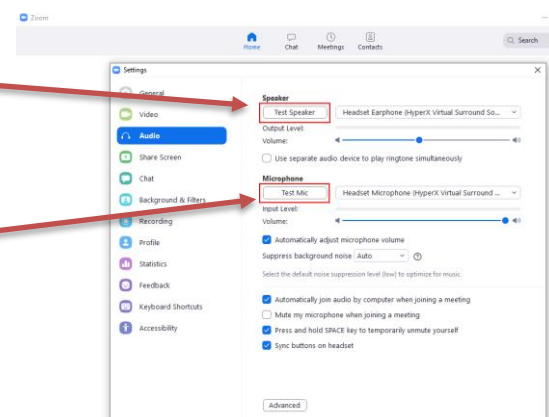 Zoom
Home Chat Meetings Contacts
Search
Settings
General
Video
Audio
Share Screen
Chat
Background & Filters
Recording
Profile
Statistics
Feedback
Keyboard Shortcuts
Accessibility
Speaker
Test Speaker Headset Earphone (HyperX Virtual Surround So...
Output Level:
Volume:
Use separate audio device to play ringtone simultaneously
Microphone
Test Mic Headset Microphone (HyperX Virtual Surround ...
Input Level:
Volume:
Automatically adjust microphone volume
Suppress background noise Auto
Select the default noise suppression level (low) to optimize for music.
Automatically join audio by computer when joining a meeting
Mute my microphone when joining a meeting
Press and hold SPACE key to temporarily unmute yourself
Sync buttons on headset
Advanced